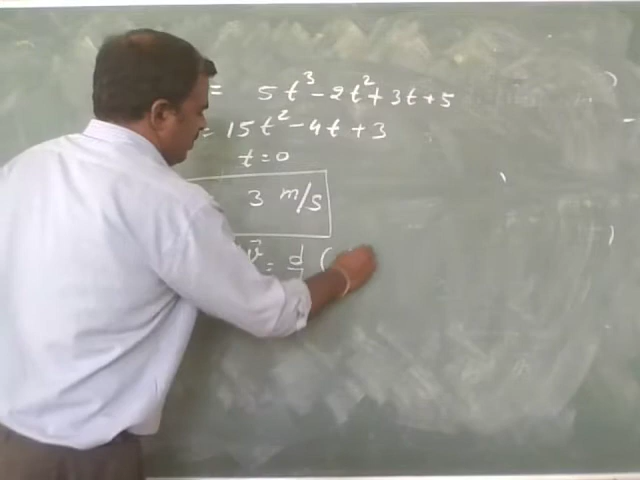 = 5t³ - 2t² + 3t + 5
= 15t² - 4t + 3
t = 0
3 m/s
v⃗ = d (